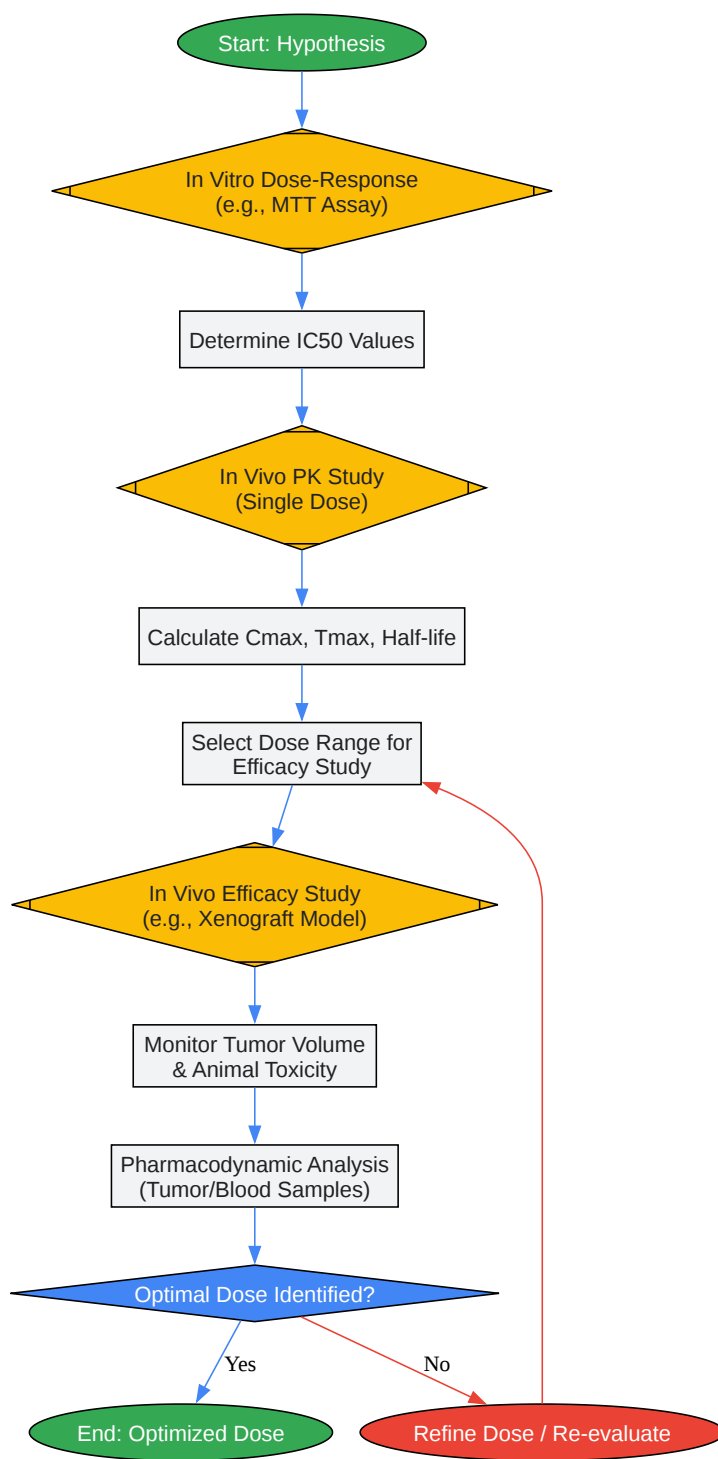 Start: Hypothesis
In Vitro Dose-Response
(e.g., MTT Assay)
Determine IC50 Values
In Vivo PK Study
(Single Dose)
Calculate Cmax, Tmax, Half-life
Select Dose Range for
Efficacy Study
In Vivo Efficacy Study
(e.g., Xenograft Model)
Monitor Tumor Volume
& Animal Toxicity
Pharmacodynamic Analysis
(Tumor/Blood Samples)
Optimal Dose Identified?
Yes
No
End: Optimized Dose
Refine Dose / Re-evaluate